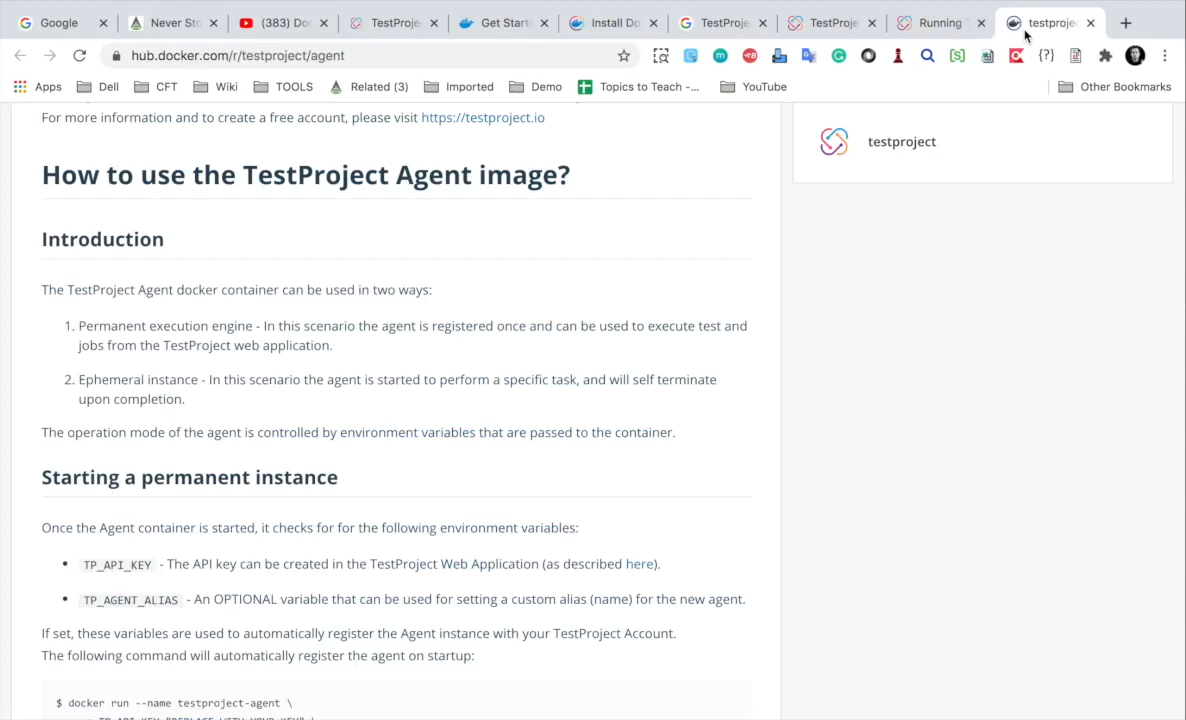 Google
Never Sto
(383) Do
TestProje
Get Start
Install Do
TestProje
TestProje
Running
testproje
hub.docker.com/r/testproject/agent
Apps
Dell
CFT
Wiki
TOOLS
Related (3)
Imported
Demo
Topics to Teach -...
YouTube
Other Bookmarks
For more information and to create a free account, please visit https://testproject.io
testproject
How to use the TestProject Agent image?
Introduction
The TestProject Agent docker container can be used in two ways:
1. Permanent execution engine - In this scenario the agent is registered once and can be used to execute test and
jobs from the TestProject web application.
2. Ephemeral instance - In this scenario the agent is started to perform a specific task, and will self terminate
upon completion.
The operation mode of the agent is controlled by environment variables that are passed to the container.
Starting a permanent instance
Once the Agent container is started, it checks for for the following environment variables:
• TP_API_KEY - The API key can be created in the TestProject Web Application (as described here).
• TP_AGENT_ALIAS - An OPTIONAL variable that can be used for setting a custom alias (name) for the new agent.
If set, these variables are used to automatically register the Agent instance with your TestProject Account.
The following command will automatically register the agent on startup:
$ docker run --name testproject-agent \